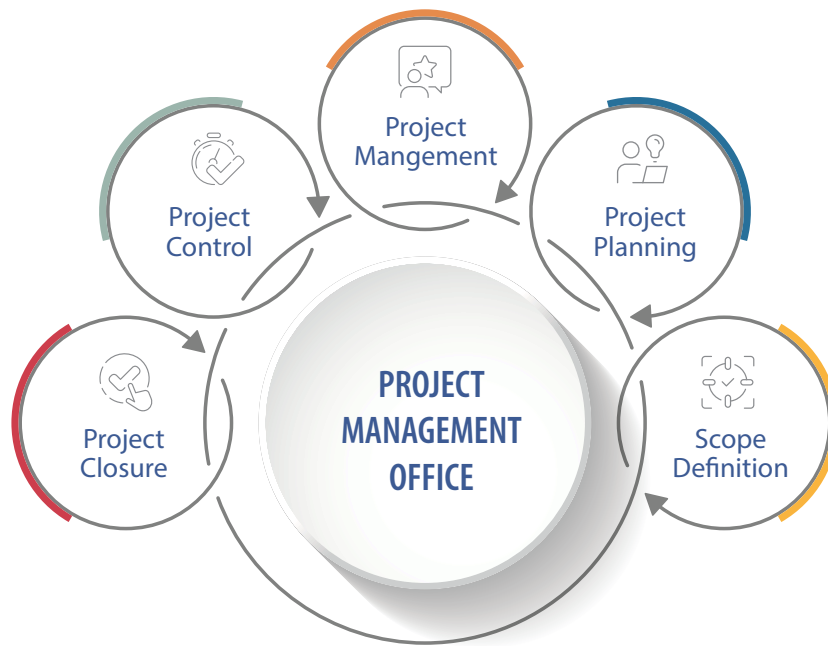 Project
Mangement
Project
Control
Project
Planning
Project
Closure
PROJECT
MANAGEMENT
OFFICE
Scope
Definition